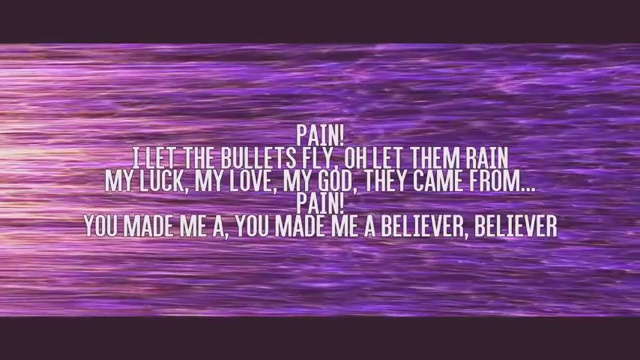 PAIN!
I LET THE BULLETS FLY, OH LET THEM RAIN
MY LUCK, MY LOVE, MY GOD, THEY CAME FROM...
PAIN!
YOU MADE ME A, YOU MADE ME A BELIEVER, BELIEVER